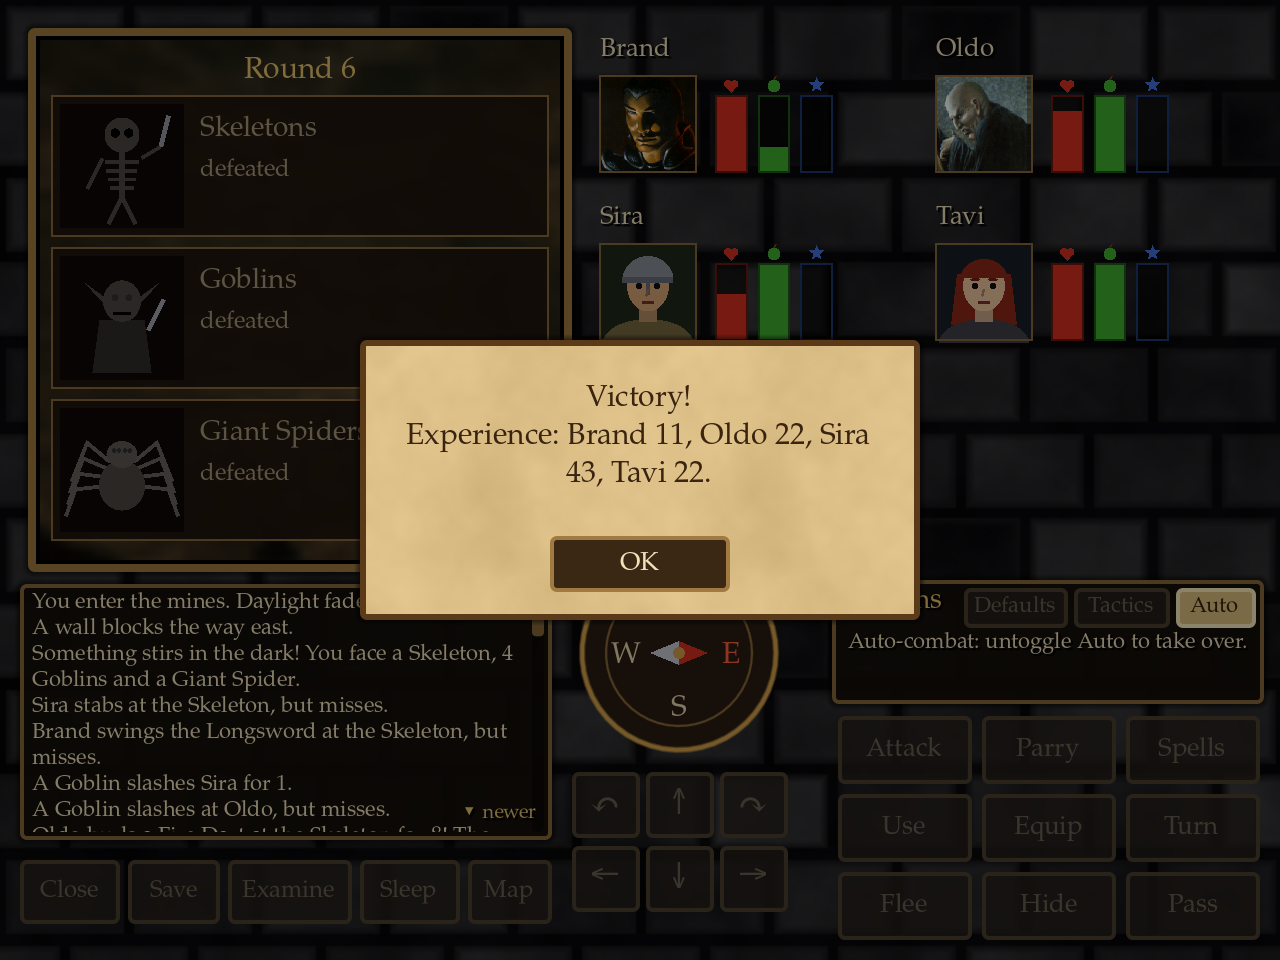 Round 6
Skeletons
defeated
Goblins
defeated
Giant Spiders
defeated
Brand
Oldo
Sira
Tavi
Victory!
Experience: Brand 11, Oldo 22, Sira
43, Tavi 22.
OK
You enter the mines. Daylight
A wall blocks the way east.
Something stirs in the dark! You face a Skeleton, 4
Goblins and a Giant Spider.
Sira stabs at the Skeleton, but misses.
Brand swings the Longsword at the Skeleton, but
misses.
A Goblin slashes Sira for 1.
A Goblin slashes at Oldo, but misses.
▼ newer
W E
S
Defaults Tactics Auto
Auto-combat: untoggle Auto to take over.
Attack Parry Spells
Use Equip Turn
Flee Hide Pass
Close Save Examine Sleep Map